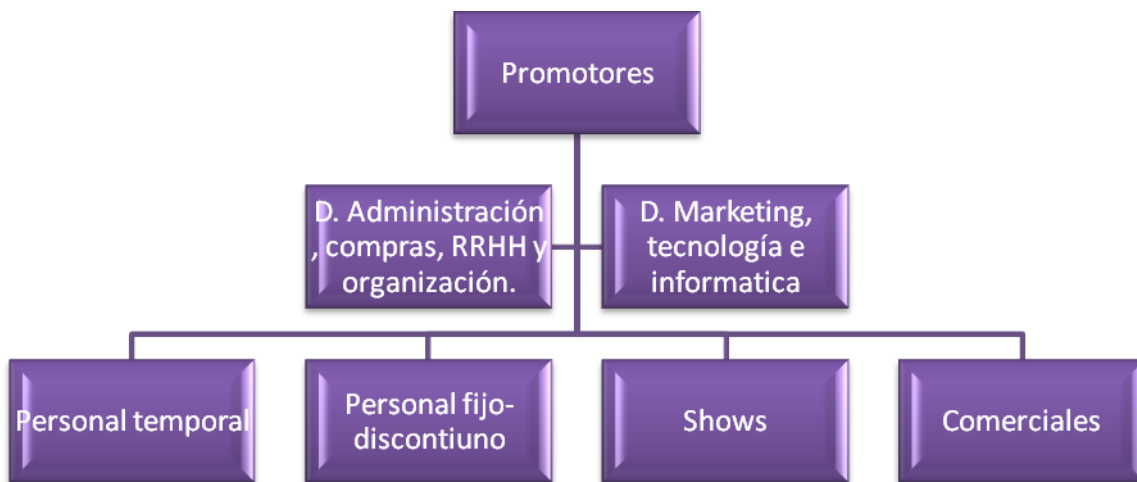 Promotores
D. Administración
, compras, RRHH y
organización.
D. Marketing,
tecnología e
informatica
Personal temporal
Personal fijo-
discontiuno
Shows
Comerciales